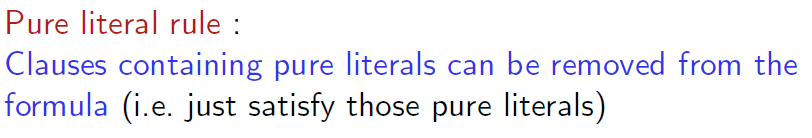 Pure literal rule :
Clauses containing pure literals can be removed from the
formula (i.e. just satisfy those pure literals)